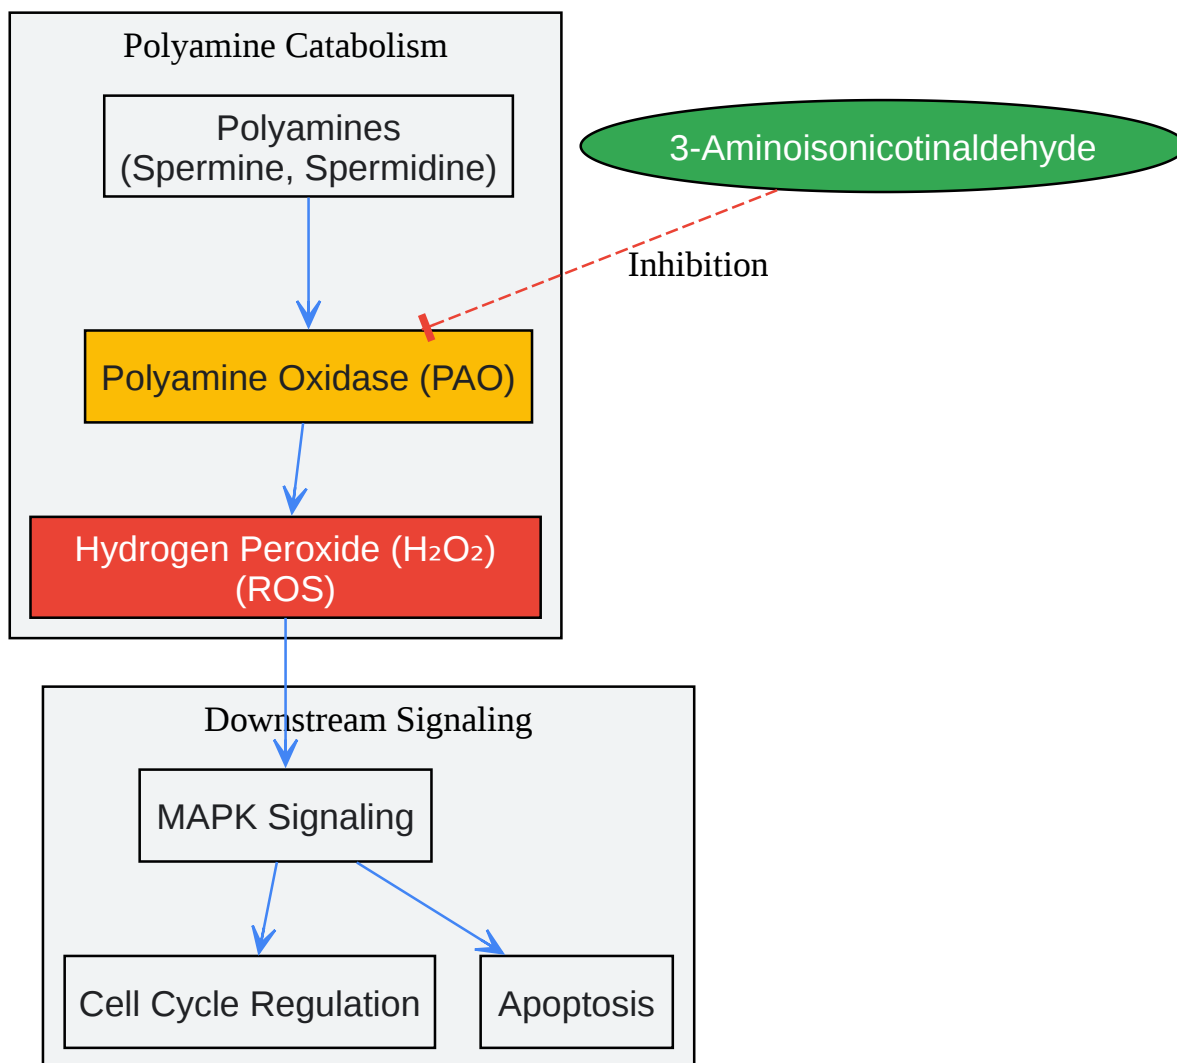 Polyamine Catabolism
Polyamines
(Spermine, Spermidine)
3-Aminoisonicotinaldehyde
Inhibition
Polyamine Oxidase (PAO)
Hydrogen Peroxide (H₂O₂)
(ROS)
Downstream Signaling
MAPK Signaling
Cell Cycle Regulation
Apoptosis